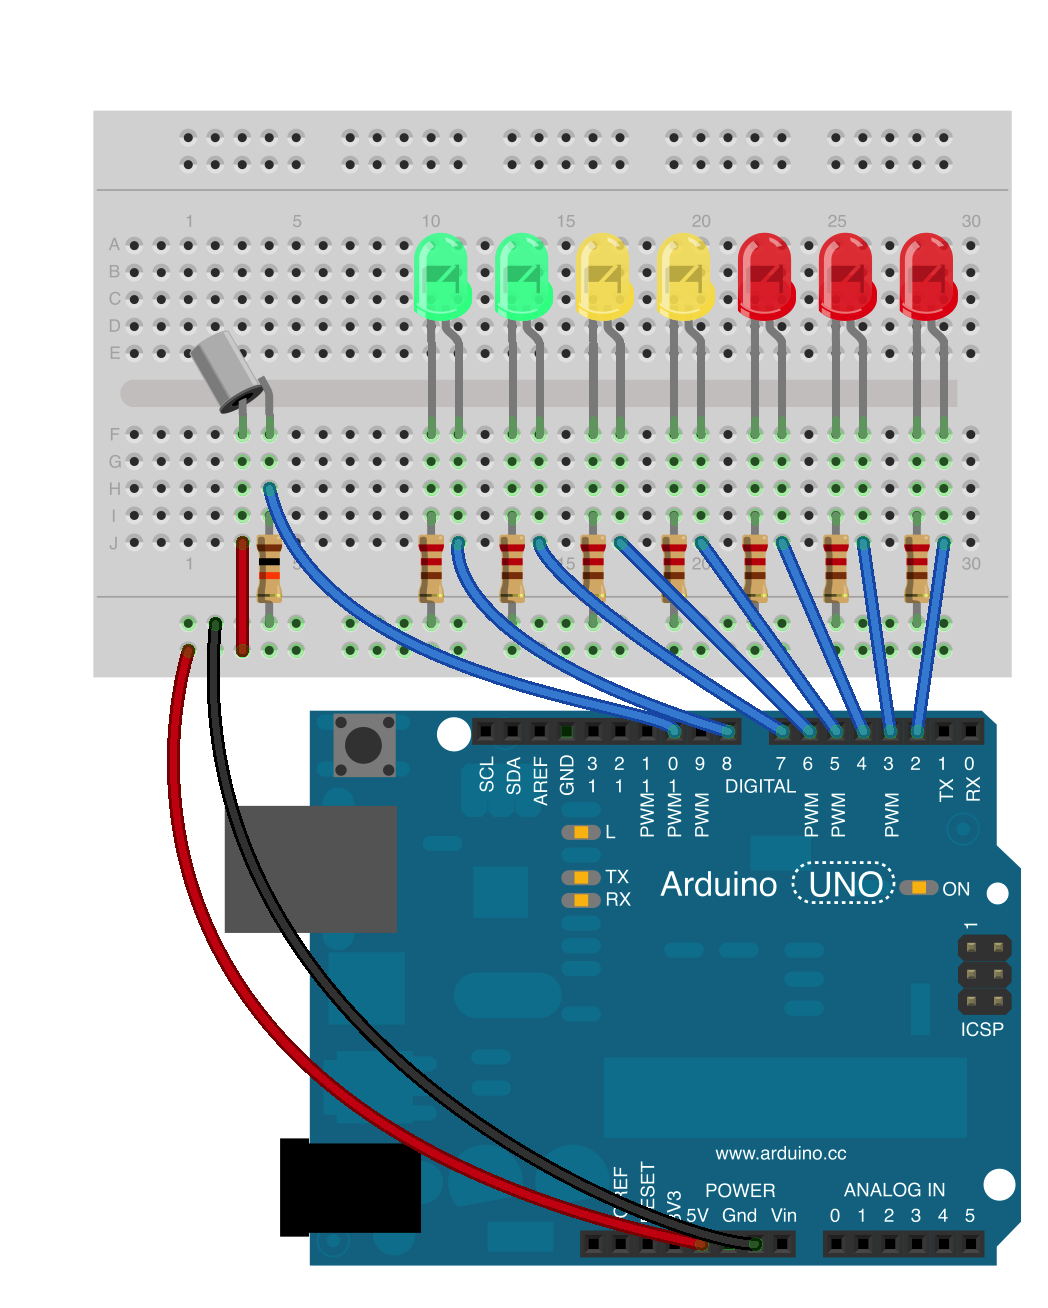 1 5 10 15 20 25 30
A
B
C
D
E
F
G
H
I
J
1 5 15 20 30
SCL SDA AREF GND 13 12 11 10 9 8 7 6 5 4 3 2 1 0
PWM PWM PWM DIGITAL PWM PWM PWM TX RX
L
TX
RX
Arduino UNO
ON
1
ICSP
www.arduino.cc
POWER ANALOG IN
5V Gnd Vin 0 1 2 3 4 5